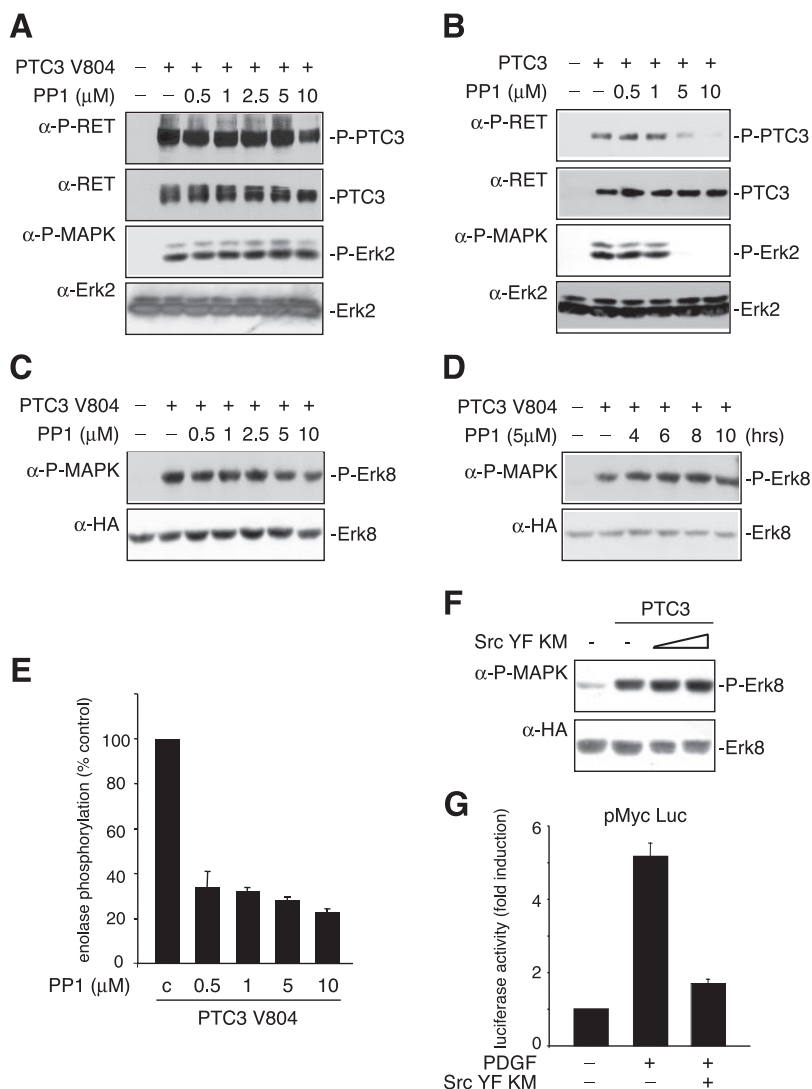 A
PTC3 V804 – + + + + + +
PP1 (μM) – – 0.5 1 2.5 5 10
α-P-RET -P-PTC3
α-RET -PTC3
α-P-MAPK -P-Erk2
α-Erk2 -Erk2
B
PTC3 – + + + + +
PP1 (μM) – – 0.5 1 5 10
α-P-RET -P-PTC3
α-RET -PTC3
α-P-MAPK -P-Erk2
α-Erk2 -Erk2
C
PTC3 V804 – + + + + + +
PP1 (μM) – – 0.5 1 2.5 5 10
α-P-MAPK -P-Erk8
α-HA -Erk8
D
PTC3 V804 – + + + + +
PP1 (5μM) – – 4 6 8 10 (hrs)
α-P-MAPK -P-Erk8
α-HA -Erk8
E
enolase phosphorylation (% control)
100
80
60
40
20
0
PP1 (μM) c 0.5 1 5 10
PTC3 V804
F
PTC3
Src YF KM - -
α-P-MAPK -P-Erk8
α-HA -Erk8
G
pMyc Luc
luciferase activity (fold induction)
6
4
2
0
PDGF – + +
Src YF KM – – +